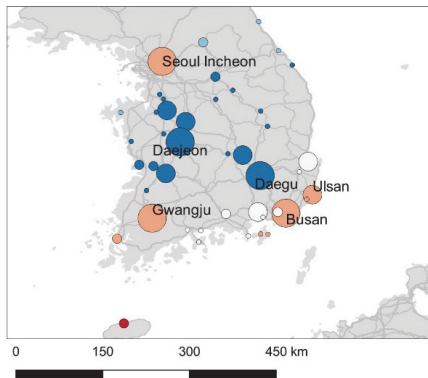 Seoul Incheon
Daejeon
Daegu
Ulsan
Gwangju
Busan
0 150 300 450 km